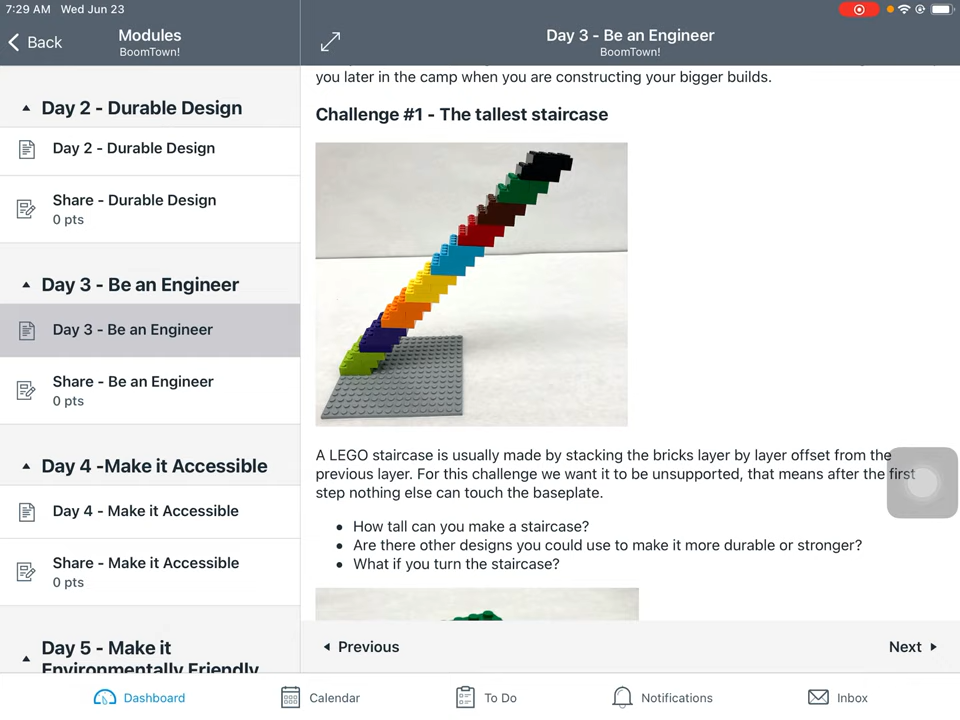 7:29 AM Wed Jun 23
Back
Modules
BoomTown!
Day 2 - Durable Design
Day 2 - Durable Design
Share - Durable Design
0 pts
Day 3 - Be an Engineer
Day 3 - Be an Engineer
Share - Be an Engineer
0 pts
Day 4 -Make it Accessible
Day 4 - Make it Accessible
Share - Make it Accessible
0 pts
Day 5 - Make it
Environmentally Friendly
Day 3 - Be an Engineer
BoomTown!
you later in the camp when you are constructing your bigger builds.
Challenge #1 - The tallest staircase
A LEGO staircase is usually made by stacking the bricks layer by layer offset from the
previous layer. For this challenge we want it to be unsupported, that means after the first
step nothing else can touch the baseplate.
How tall can you make a staircase?
Are there other designs you could use to make it more durable or stronger?
What if you turn the staircase?
Previous
Next
Dashboard
Calendar
To Do
Notifications
Inbox